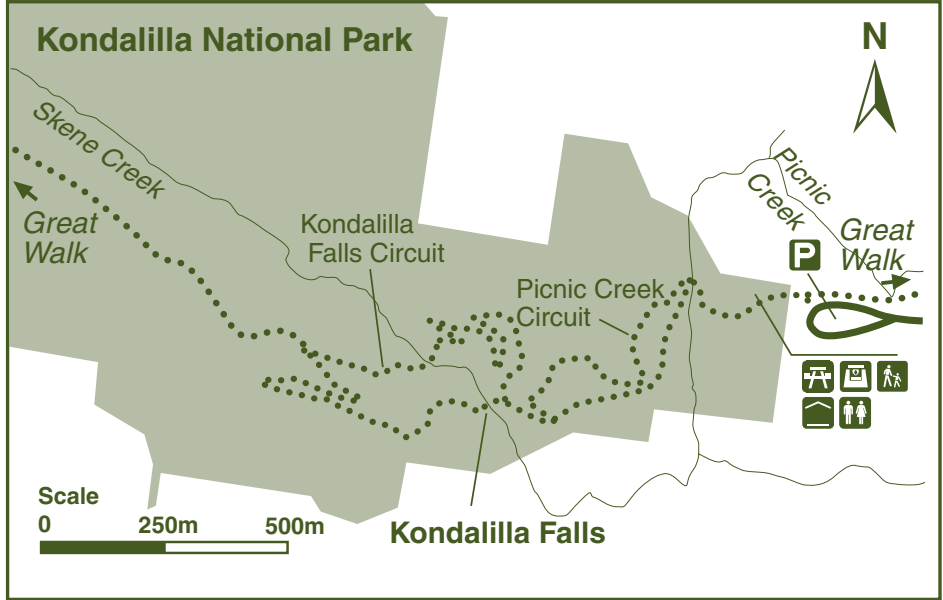 Kondalilla National Park
N
Skene Creek
Picnic
Creek
Great
Walk
Great
Walk
P
Kondalilla
Falls Circuit
Picnic Creek
Circuit
Scale
0 250m 500m
Kondalilla Falls